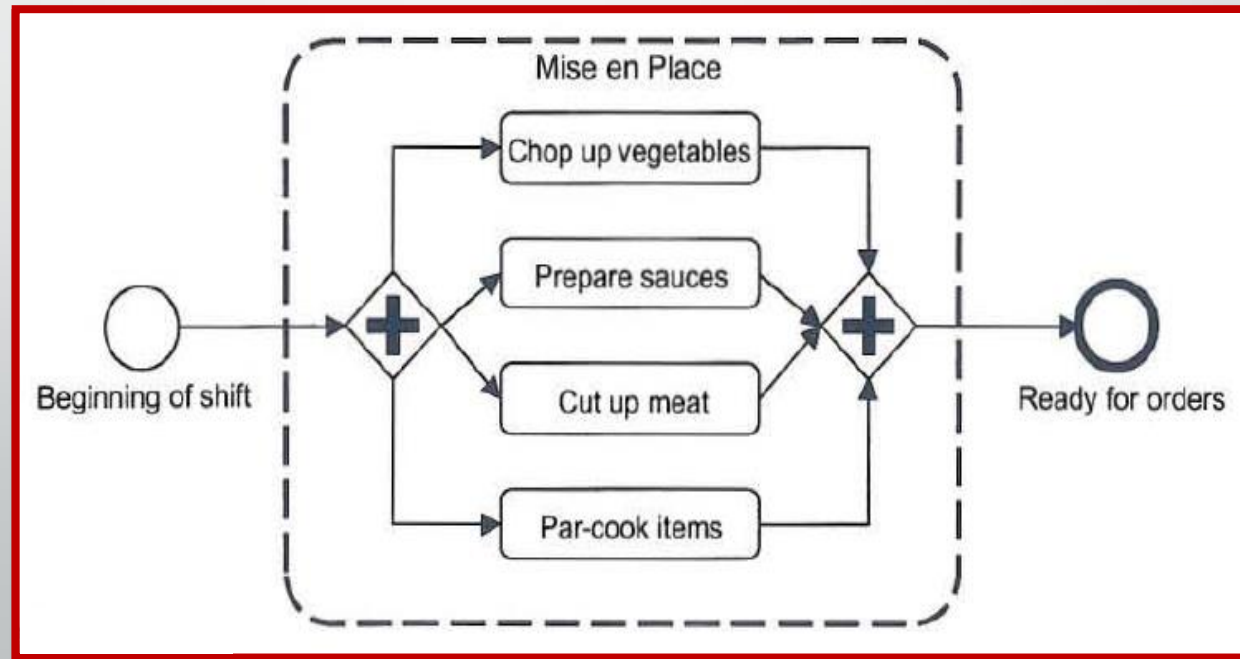 Mise en Place
Chop up vegetables
Prepare sauces
Cut up meat
Par-cook items
Beginning of shift
Ready for orders